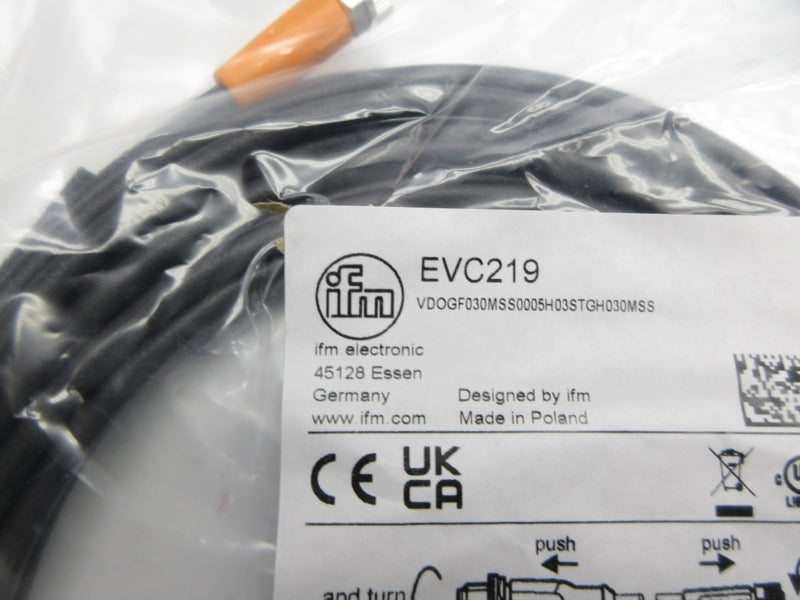 ifm
EVC219
VDOGF030MSS0005H03STGH030MSS
ifm electronic
45128 Essen
Germany
www.ifm.com
Designed by ifm
Made in Poland
CE
UK
CA
c UL
push
push
and turn